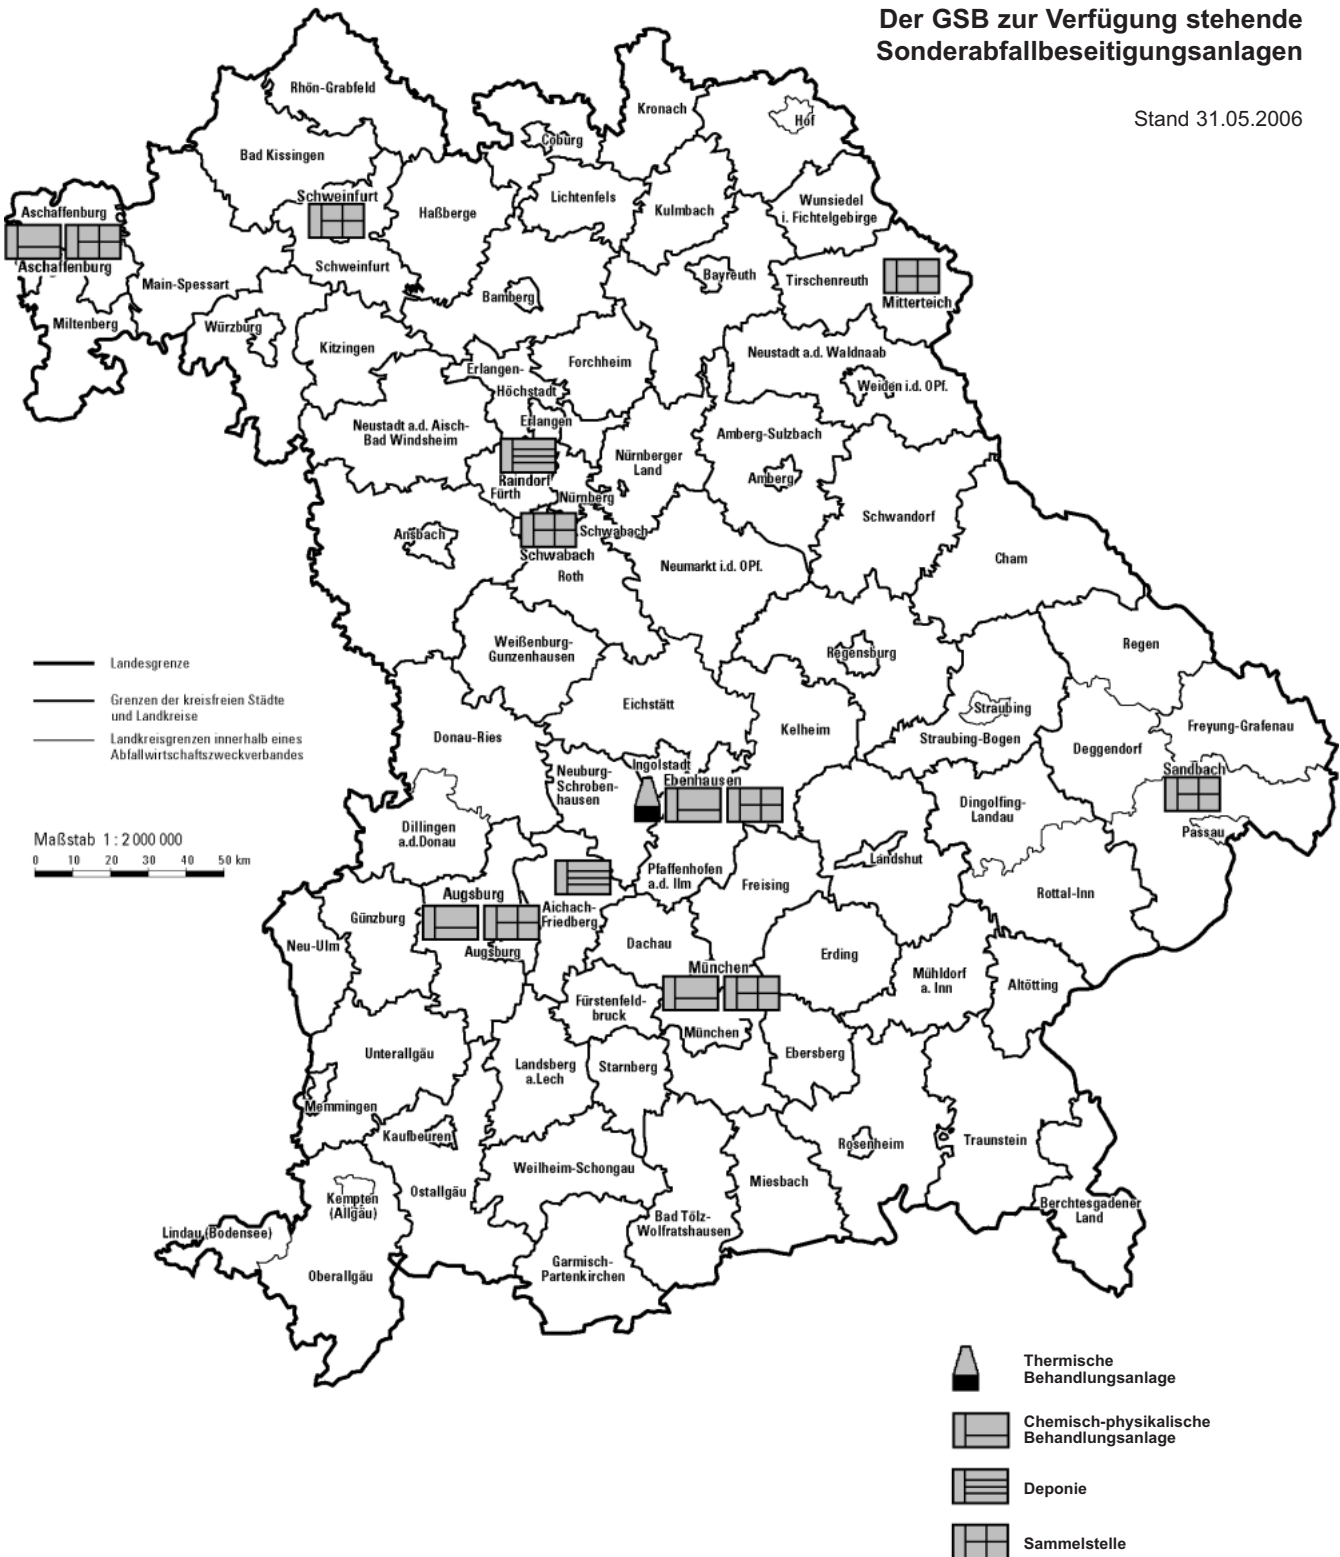 Der GSB zur Verfügung stehende
Sonderabfallbeseitigungsanlagen
Stand 31.05.2006
Rhön-Grabfeld
Kronach
Hof
Coburg
Bad Kissingen
Schweinfurt
Lichtenfels
Kulmbach
Wunsiedel
i. Fichtelgebirge
Aschaffenburg
Haßberge
Aschaffenburg
Schweinfurt
Main-Spessart
Bayreuth
Tirschenreuth
Mitterteich
Bamberg
Miltenberg
Würzburg
Kitzingen
Forchheim
Neustadt a.d. Waldnaab
Erlangen-
Höchstadt
Weiden i.d. OPf.
Erlangen
Neustadt a.d. Aisch-
Bad Windsheim
Amberg-Sulzbach
Nürnberger
Land
Raindorf
Fürth
Nürnberg
Amberg
Schwandorf
Ansbach
Schwabach
Schwabach
Neumarkt i.d. OPf.
Cham
Roth
Weißenburg-
Gunzenhausen
Regensburg
Regen
Landesgrenze
Grenzen der kreisfreien Städte
und Landkreise
Landkreisgrenzen innerhalb eines
Abfallwirtschaftszweckverbandes
Eichstätt
Straubing
Kelheim
Freyung-Grafenau
Donau-Ries
Straubing-Bogen
Deggendorf
Ingolstadt
Ebenhausen
Neuburg-
Schroben-
hausen
Sandbach
Dingolfing-
Landau
Passau
Maßstab 1 : 2 000 000
0 10 20 30 40 50 km
Dillingen
a.d.Donau
Landshut
Pfaffenhofen
a.d. Ilm
Freising
Rottal-Inn
Augsburg
Günzburg
Aichach-
Friedberg
Neu-Ulm
Augsburg
Dachau
Erding
München
Mühldorf
a. Inn
Altötting
Fürstenfeld-
bruck
München
Unterallgäu
Ebersberg
Landsberg
a.Lech
Starnberg
Memmingen
Kaufbeuren
Rosenheim
Traunstein
Weilheim-Schongau
Miesbach
Ostallgäu
Kempten
(Allgäu)
Berchtesgadener
Land
Bad Tölz-
Wolfratshausen
Lindau (Bodensee)
Oberallgäu
Garmisch-
Partenkirchen
Thermische
Behandlungsanlage
Chemisch-physikalische
Behandlungsanlage
Deponie
Sammelstelle